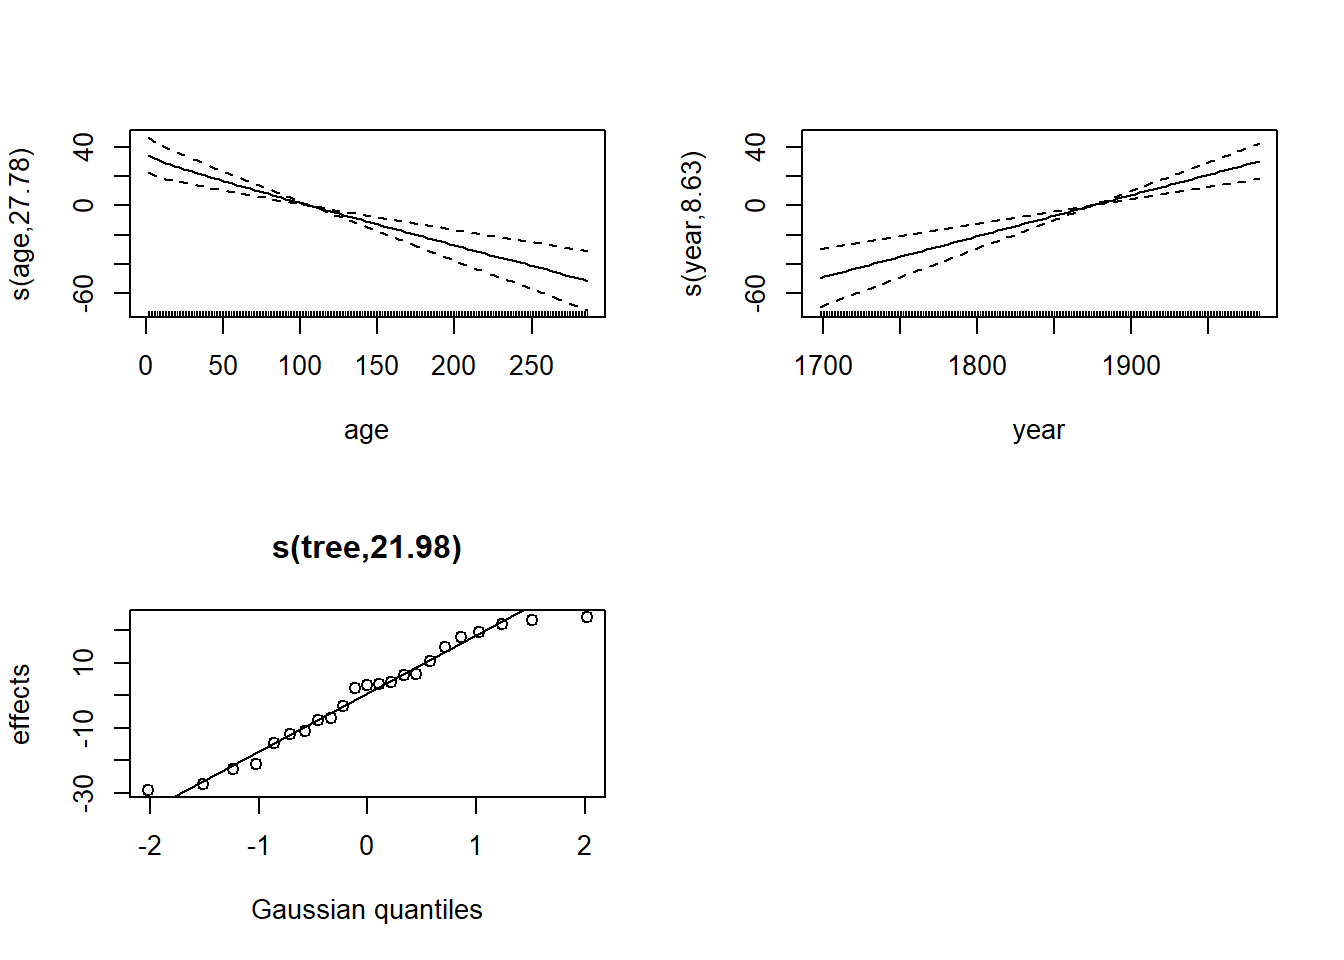 s(age,27.78)
40
0
-60
0 50 100 150 200 250
age
s(year,8.63)
40
0
-60
1700 1800 1900
year
s(tree,21.98)
effects
10
-10
-30
-2 -1 0 1 2
Gaussian quantiles